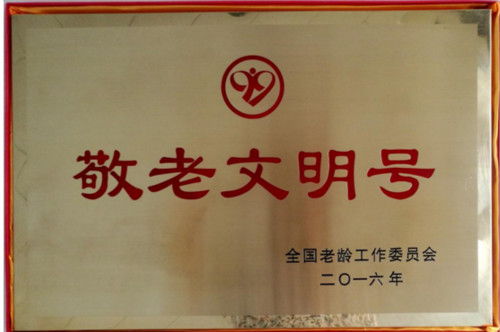 敬老文明号
全国老龄工作委员会
二〇一六年